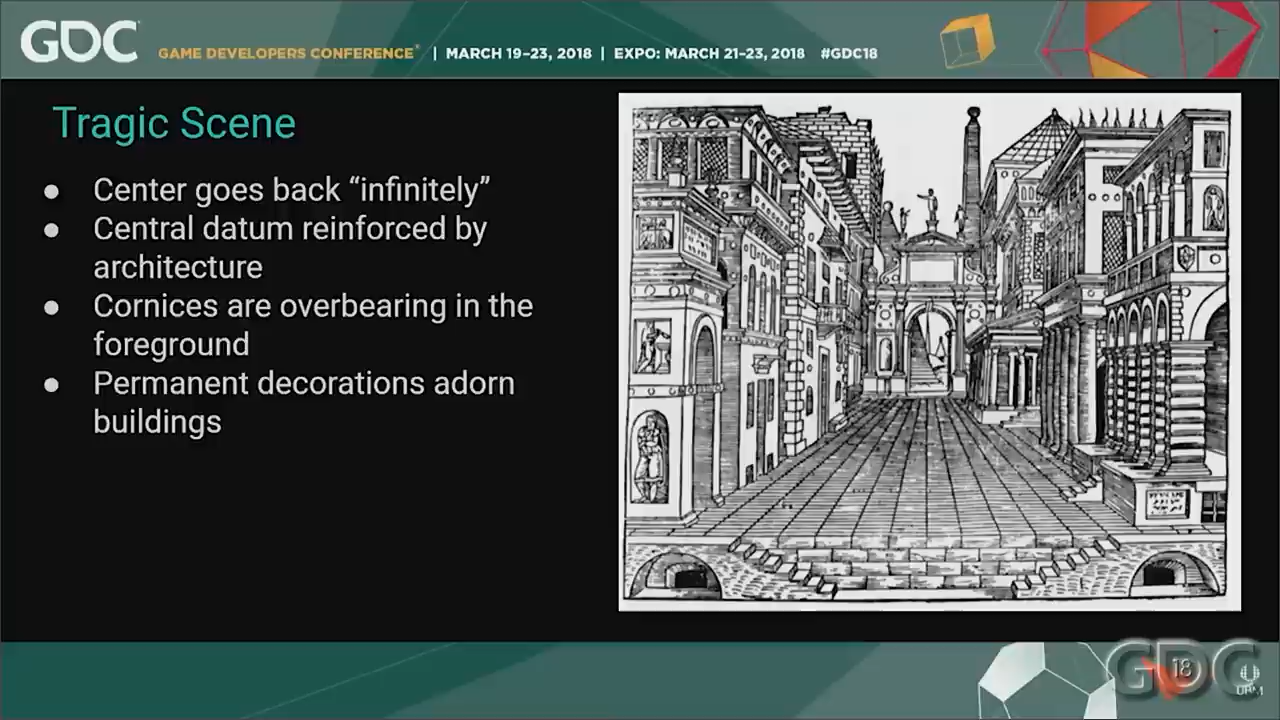 GDC
GAME DEVELOPERS CONFERENCE® | MARCH 19–23, 2018 | EXPO: MARCH 21–23, 2018 #GDC18
Tragic Scene
● Center goes back “infinitely”
● Central datum reinforced by
architecture
● Cornices are overbearing in the
foreground
● Permanent decorations adorn
buildings
GDC
18
UBM